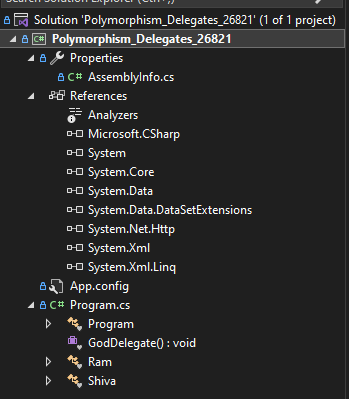 Search Solution Explorer (Ctrl+;)
Solution 'Polymorphism_Delegates_26821' (1 of 1 project)
Polymorphism_Delegates_26821
Properties
AssemblyInfo.cs
References
Analyzers
Microsoft.CSharp
System
System.Core
System.Data
System.Data.DataSetExtensions
System.Net.Http
System.Xml
System.Xml.Linq
App.config
C# Program.cs
Program
GodDelegate() : void
Ram
Shiva